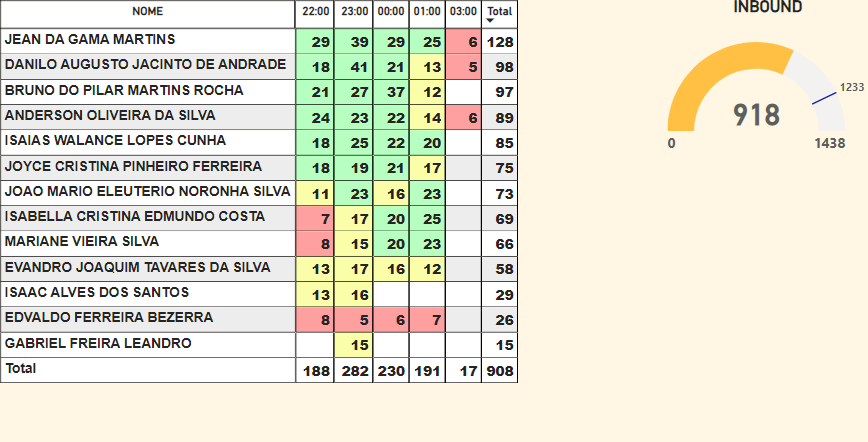 NOME 22:00 23:00 00:00 01:00 03:00 Total
JEAN DA GAMA MARTINS 29 39 29 25 6 128
DANILO AUGUSTO JACINTO DE ANDRADE 18 41 21 13 5 98
BRUNO DO PILAR MARTINS ROCHA 21 27 37 12 97
ANDERSON OLIVEIRA DA SILVA 24 23 22 14 6 89
ISAIAS WALANCE LOPES CUNHA 18 25 22 20 85
JOYCE CRISTINA PINHEIRO FERREIRA 18 19 21 17 75
JOAO MARIO ELEUTERIO NORONHA SILVA 11 23 16 23 73
ISABELLA CRISTINA EDMUNDO COSTA 7 17 20 25 69
MARIANE VIEIRA SILVA 8 15 20 23 66
EVANDRO JOAQUIM TAVARES DA SILVA 13 17 16 12 58
ISAAC ALVES DOS SANTOS 13 16 29
EDVALDO FERREIRA BEZERRA 8 5 6 7 26
GABRIEL FREIRA LEANDRO 15 15
Total 188 282 230 191 17 908
INBOUND
1233
918
0 1438